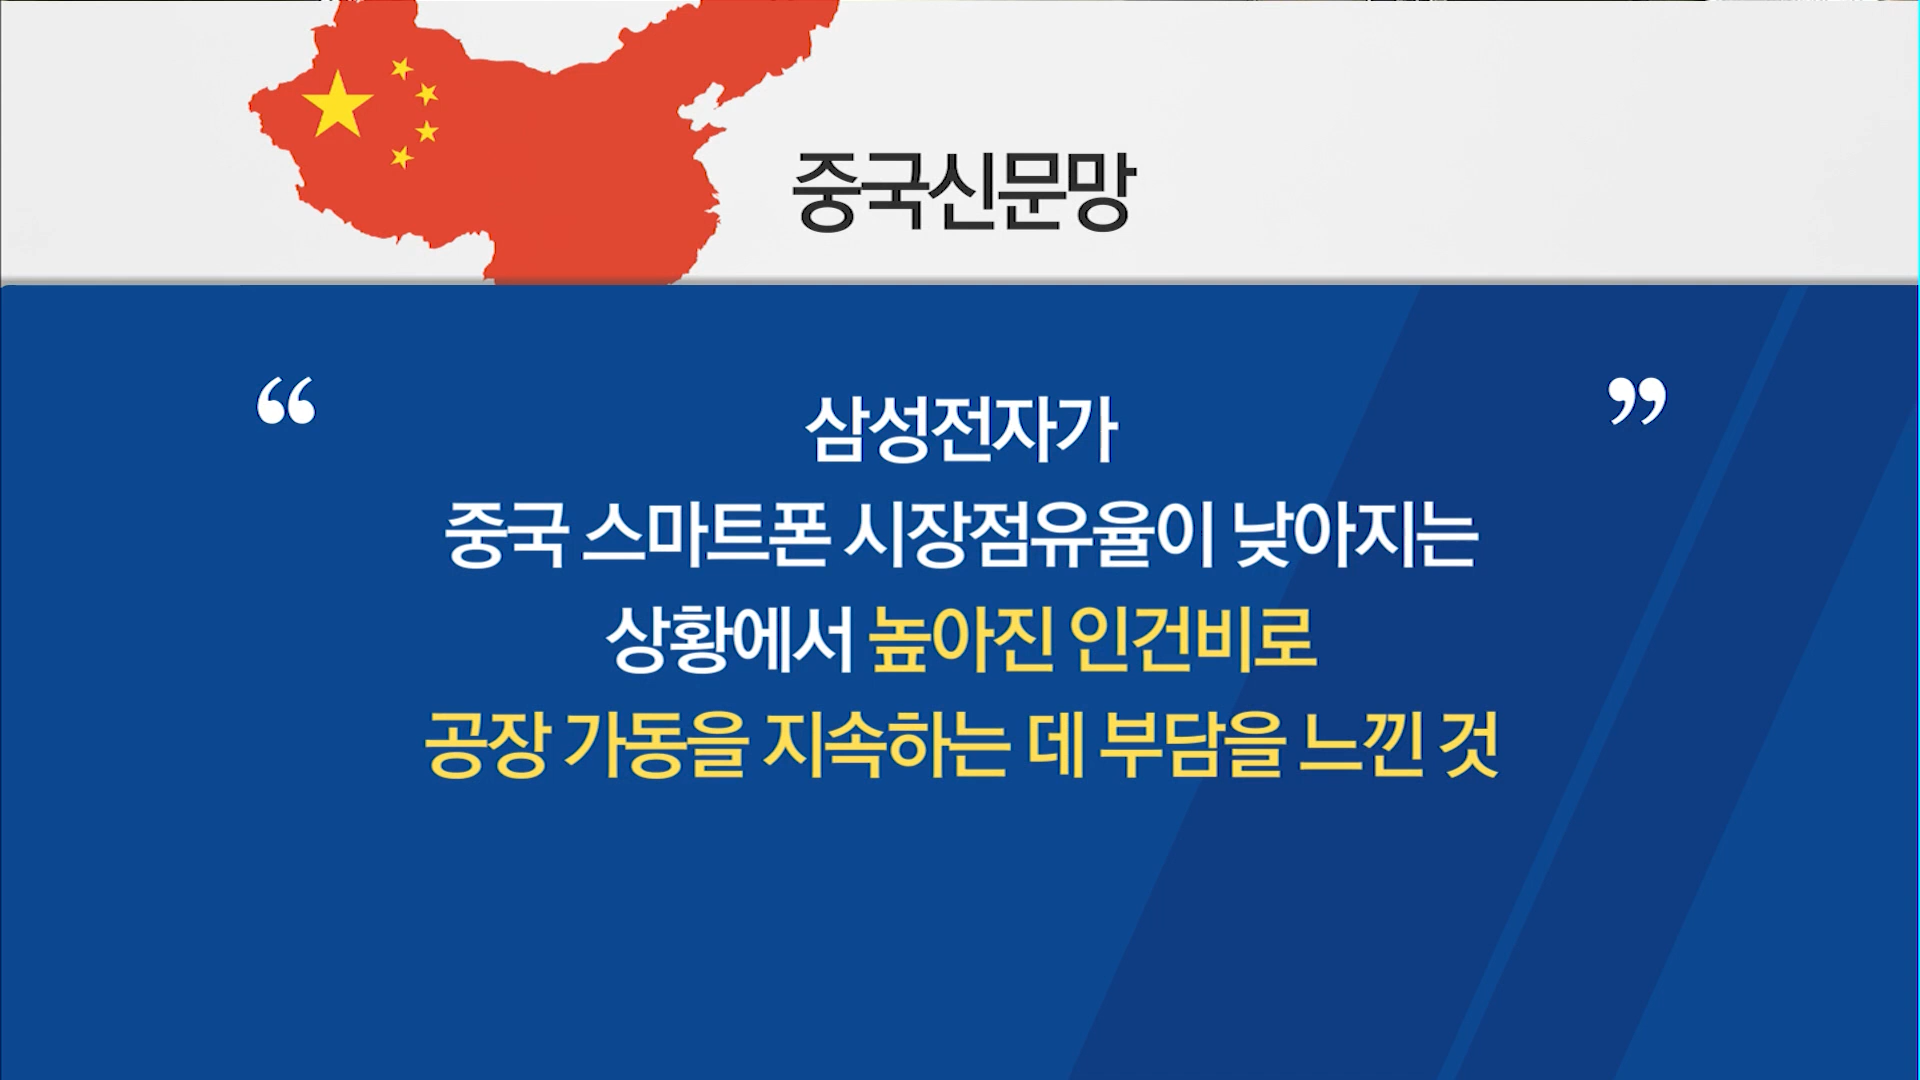 중국신문망
“ 삼성전자가 ”
중국 스마트폰 시장점유율이 낮아지는
상황에서 높아진 인건비로
공장 가동을 지속하는 데 부담을 느낀 것